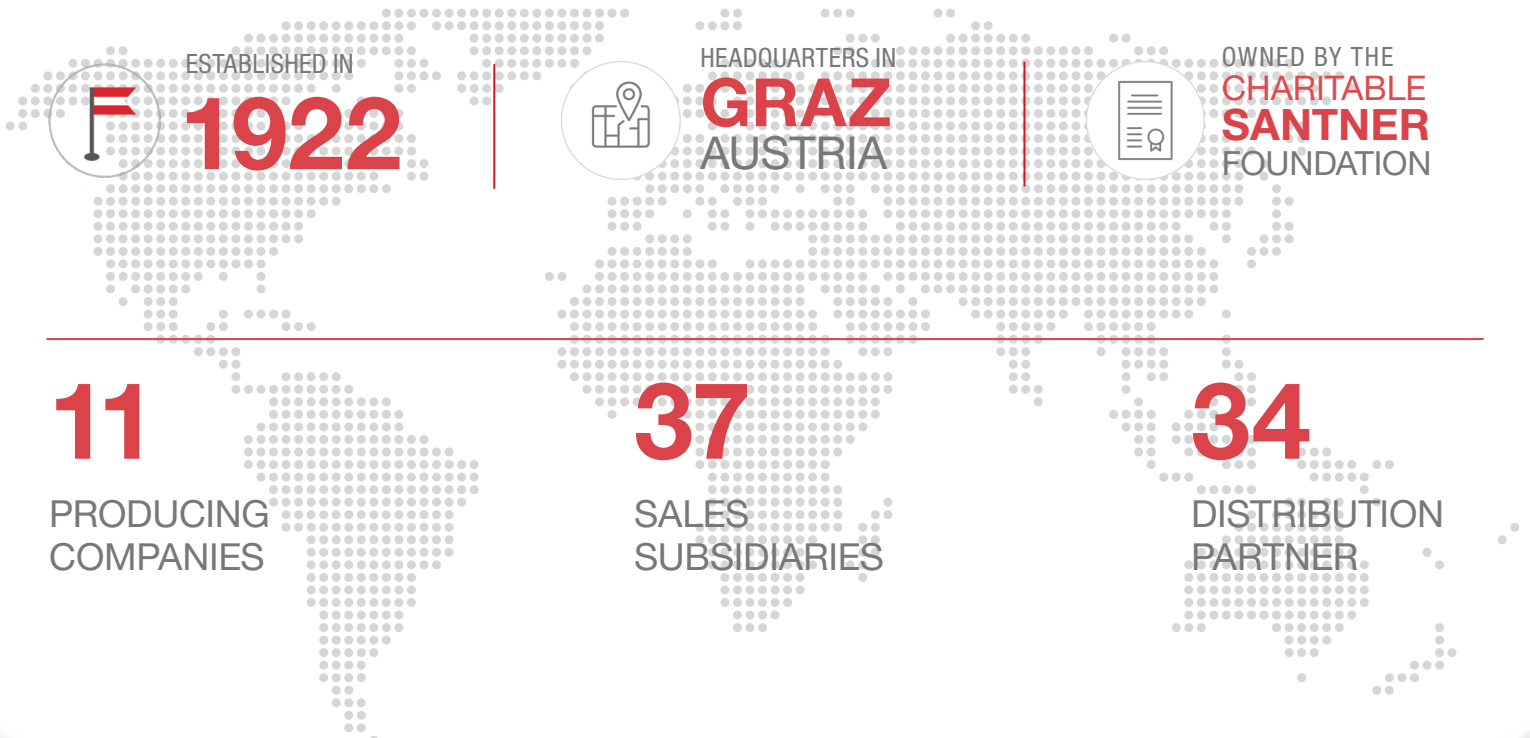 ESTABLISHED IN
1922
HEADQUARTERS IN
GRAZ
AUSTRIA
OWNED BY THE
CHARITABLE
SANTNER
FOUNDATION
11
PRODUCING
COMPANIES
37
SALES
SUBSIDIARIES
34
DISTRIBUTION
PARTNER